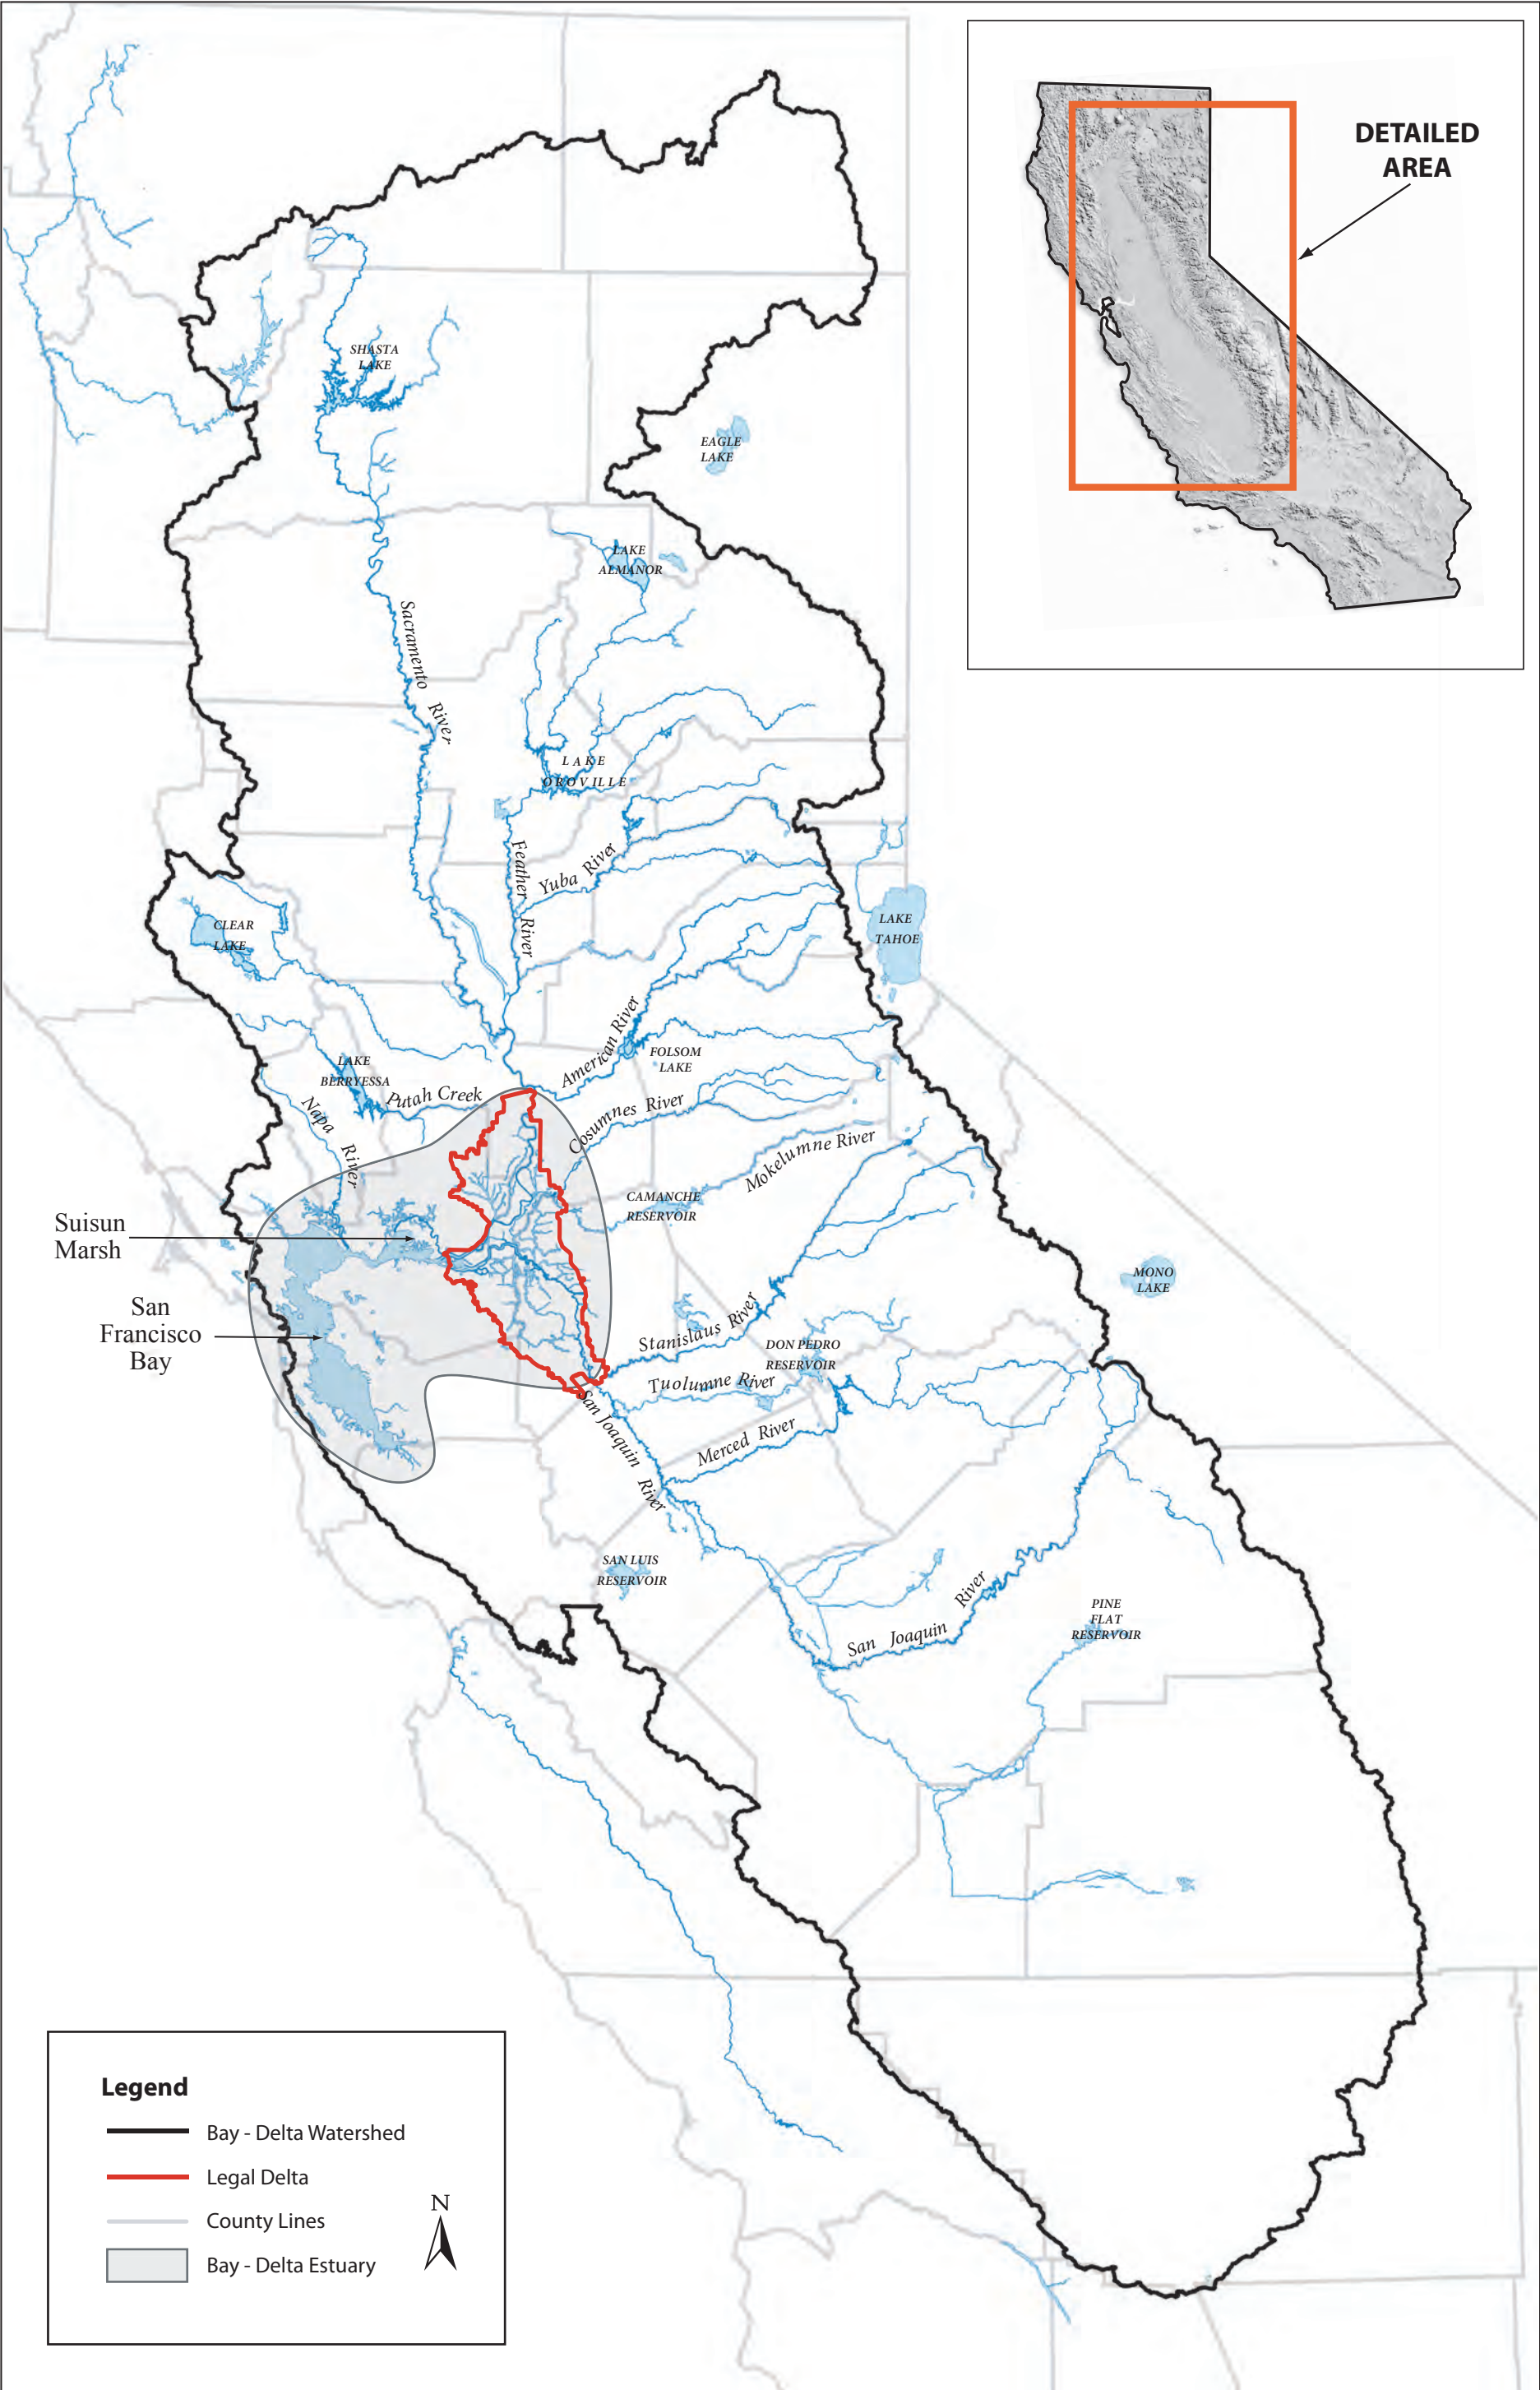 DETAILED
AREA
SHASTA
LAKE
EAGLE
LAKE
LAKE
ALMANOR
Sacramento River
LAKE
OROVILLE
Feather River
Yuba River
CLEAR
LAKE
LAKE
TAHOE
American River
FOLSOM
LAKE
LAKE
BERRYESSA
Putah Creek
Napa River
Cosumnes River
Mokelumne River
CAMANCHE
RESERVOIR
Suisun
Marsh
San
Francisco
Bay
MONO
LAKE
Stanislaus River
DON PEDRO
RESERVOIR
Tuolumne River
Merced River
San Joaquin River
SAN LUIS
RESERVOIR
San Joaquin River
PINE
FLAT
RESERVOIR
Legend
Bay - Delta Watershed
Legal Delta
County Lines
Bay - Delta Estuary
N